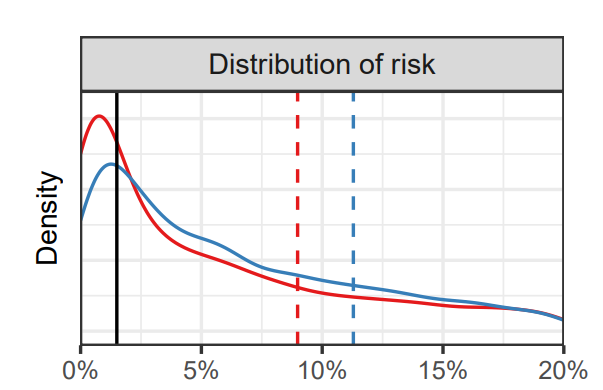 Distribution of risk
Density
0% 5% 10% 15% 20%